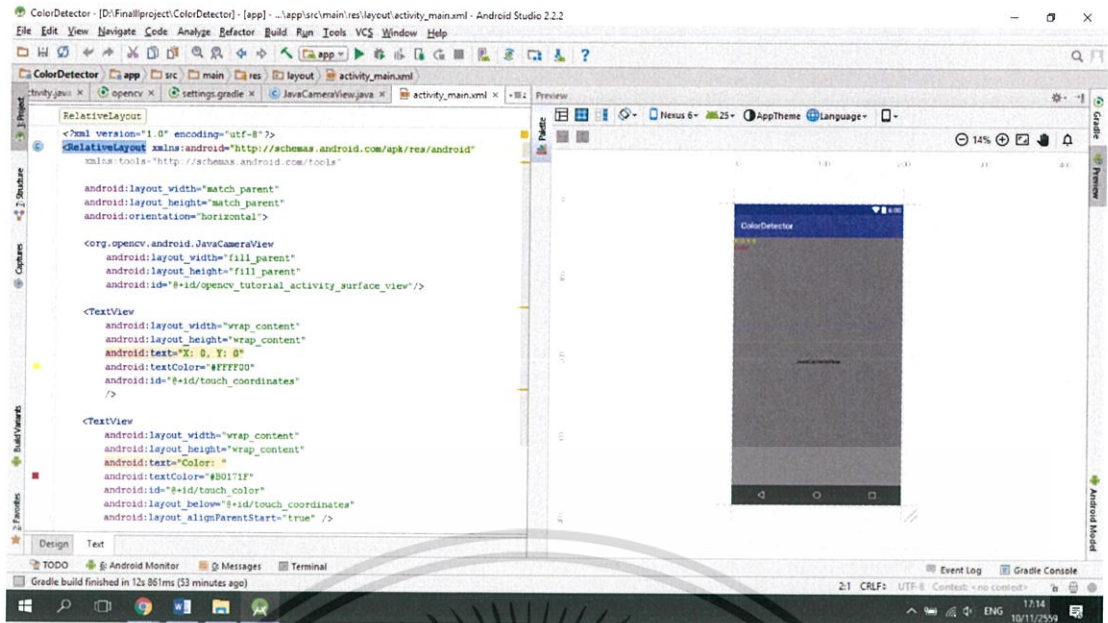 ColorDetector - [D:\Finalllproject\ColorDetector] - [app] - ...\app\src\main\res\layout\activity_main.xml - Android Studio 2.2.2
File Edit View Navigate Code Analyze Refactor Build Run Tools VCS Window Help
app
ColorDetector app src main res layout activity_main.xml
opencv settings.gradle JavaCameraView.java activity_main.xml Preview
RelativeLayout
Nexus 6 25 AppTheme Language
14%
<?xml version="1.0" encoding="utf-8"?>
<RelativeLayout xmlns:android="http://schemas.android.com/apk/res/android"
xmlns:tools="http://schemas.android.com/tools"
android:layout_width="match_parent"
android:layout_height="match_parent"
android:orientation="horizontal">
<org.opencv.android.JavaCameraView
android:layout_width="fill_parent"
android:layout_height="fill_parent"
android:id="@+id/opencv_tutorial_activity_surface_view"/>
<TextView
android:layout_width="wrap_content"
android:layout_height="wrap_content"
android:text="X: 0, Y: 0"
android:textColor="#FFFF00"
android:id="@+id/touch_coordinates"
/>
<TextView
android:layout_width="wrap_content"
android:layout_height="wrap_content"
android:text="Color: "
android:textColor="#B0171F"
android:id="@+id/touch_color"
android:layout_below="@+id/touch_coordinates"
android:layout_alignParentStart="true" />
1: Project
7: Structure
Captures
Build Variants
2: Favorites
Palette
ColorDetector
JavaCameraView
Gradle
Preview
Android Model
Design Text
TODO 6: Android Monitor 0: Messages Terminal Event Log Gradle Console
Gradle build finished in 12s 861ms (53 minutes ago) 2:1 CRLF UTF-8 Context: <no context>
ENG 17:14
10/11/2559